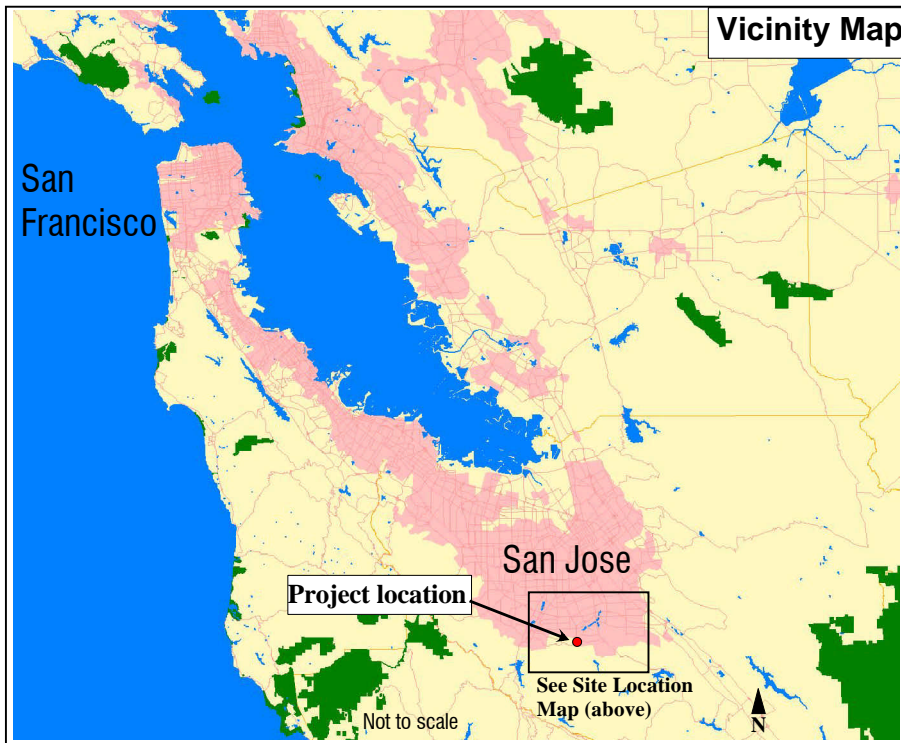 Vicinity Map
San
Francisco
San Jose
Project location
See Site Location
Map (above)
Not to scale
N